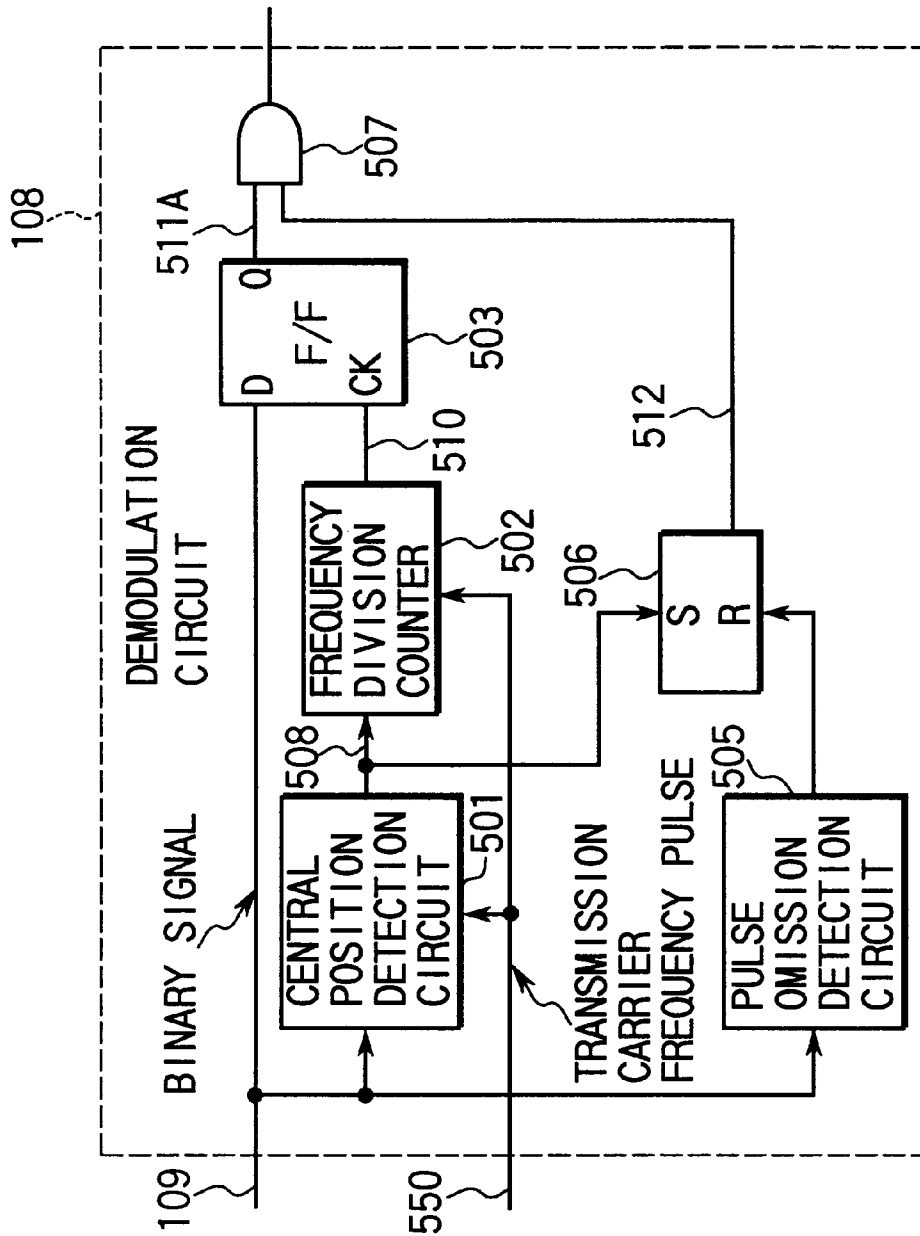 108
DEMODULATION
CIRCUIT
BINARY SIGNAL
109
550
CENTRAL
POSITION
DETECTION
CIRCUIT
501
508
FREQUENCY
DIVISION
COUNTER
502
510
D
Q
F/F
CK
503
511A
507
TRANSMISSION
CARRIER
FREQUENCY PULSE
PULSE
OMISSION
DETECTION
CIRCUIT
505
S
R
506
512